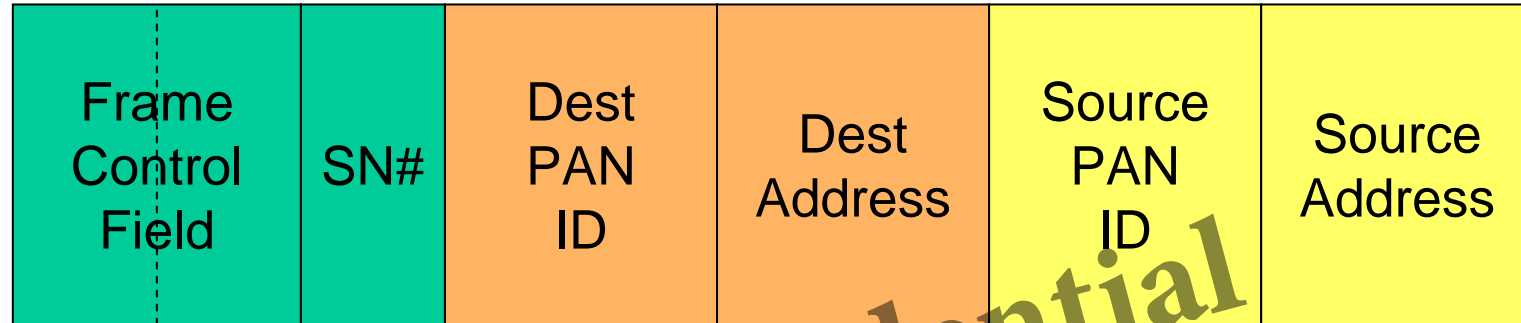 Frame
Control
Field
SN#
Dest
PAN
ID
Dest
Address
Source
PAN
ID
Source
Address